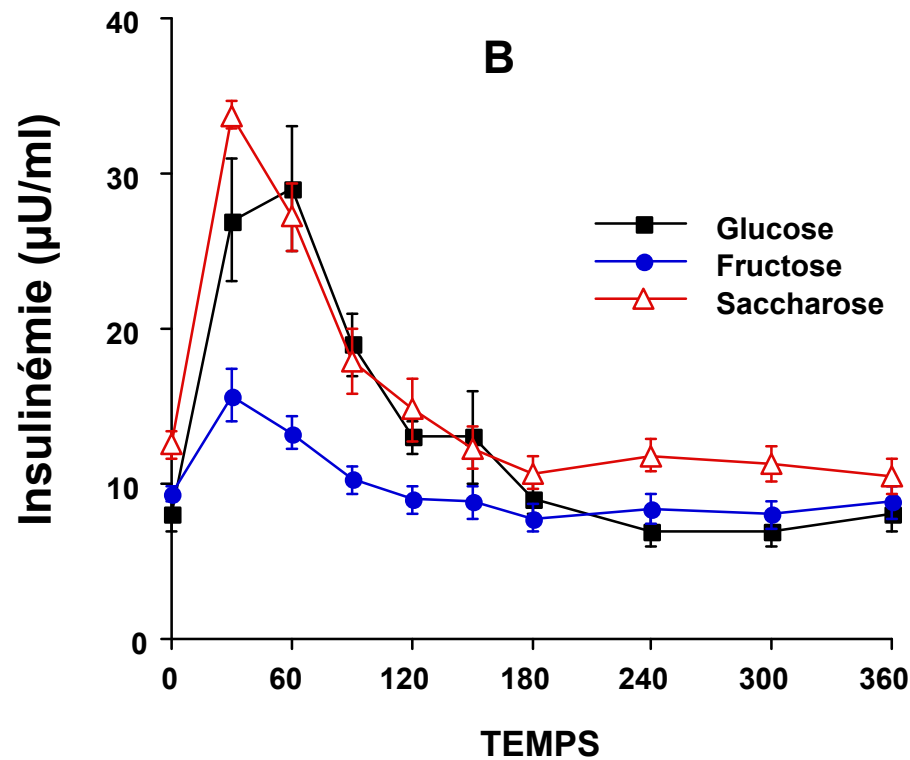 B
40
30
20
10
0
Insulinémie (µU/ml)
Glucose
Fructose
Saccharose
0 60 120 180 240 300 360
TEMPS